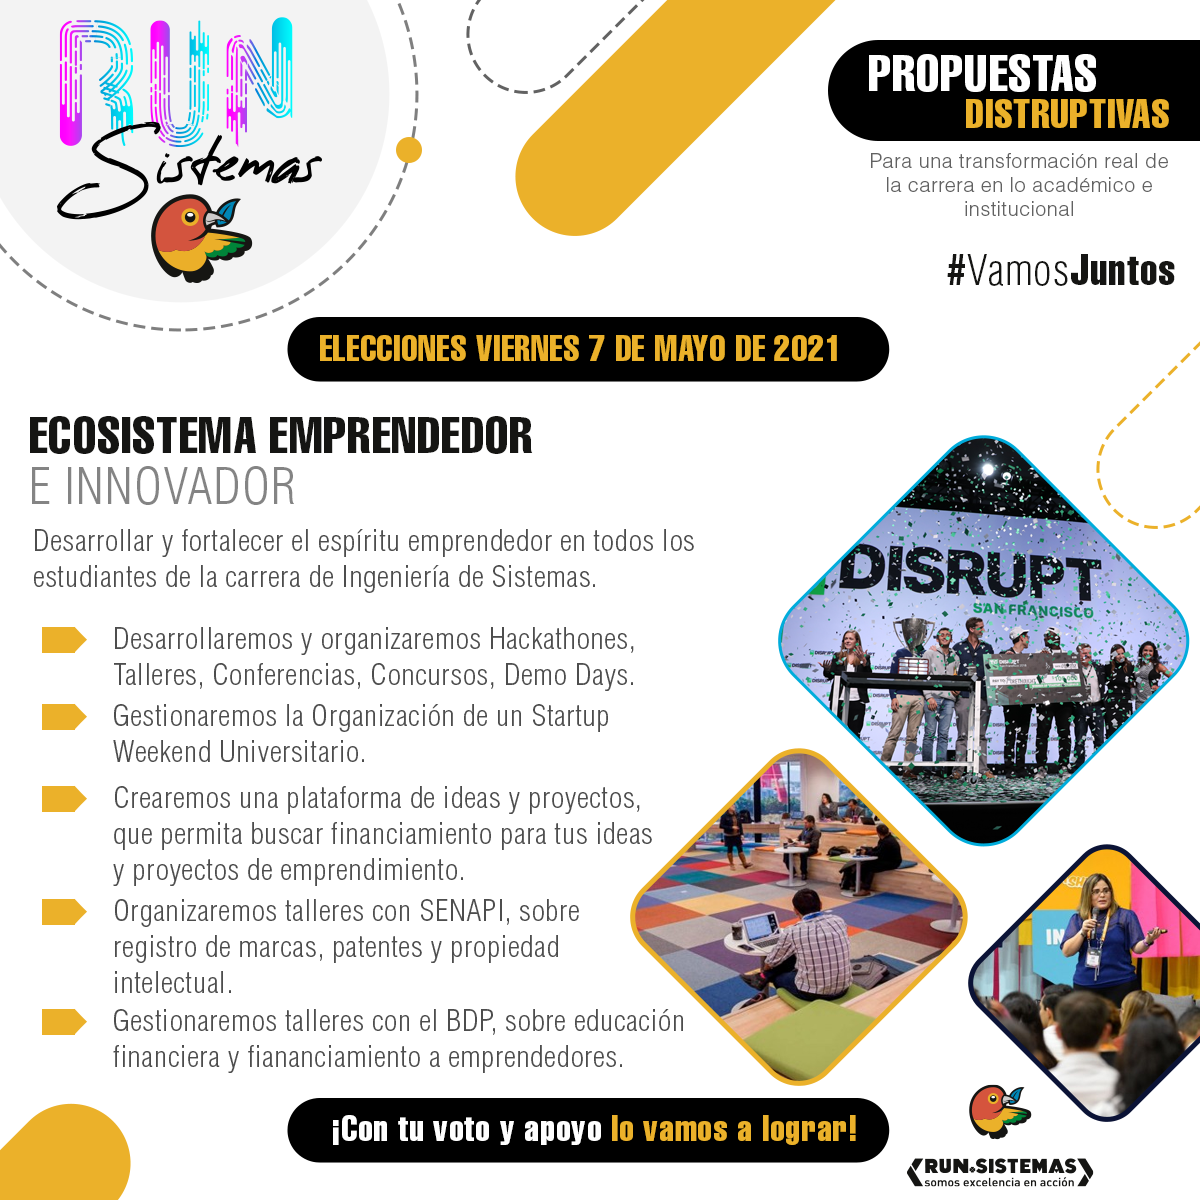 RUN
Sistemas
PROPUESTAS
DISTRUPTIVAS
Para una transformación real de
la carrera en lo académico e
institucional
#VamosJuntos
ELECCIONES VIERNES 7 DE MAYO DE 2021
ECOSISTEMA EMPRENDEDOR
E INNOVADOR
Desarrollar y fortalecer el espíritu emprendedor en todos los
estudiantes de la carrera de Ingeniería de Sistemas.
Desarrollaremos y organizaremos Hackathones,
Talleres, Conferencias, Concursos, Demo Days.
Gestionaremos la Organización de un Startup
Weekend Universitario.
Crearemos una plataforma de ideas y proyectos,
que permita buscar financiamiento para tus ideas
y proyectos de emprendimiento.
Organizaremos talleres con SENAPI, sobre
registro de marcas, patentes y propiedad
intelectual.
Gestionaremos talleres con el BDP, sobre educación
financiera y fiananciamiento a emprendedores.
DISRUPT
SAN FRANCISCO
DISRUPT
IN
¡Con tu voto y apoyo lo vamos a lograr!
RUN SISTEMAS
somos excelencia en acción